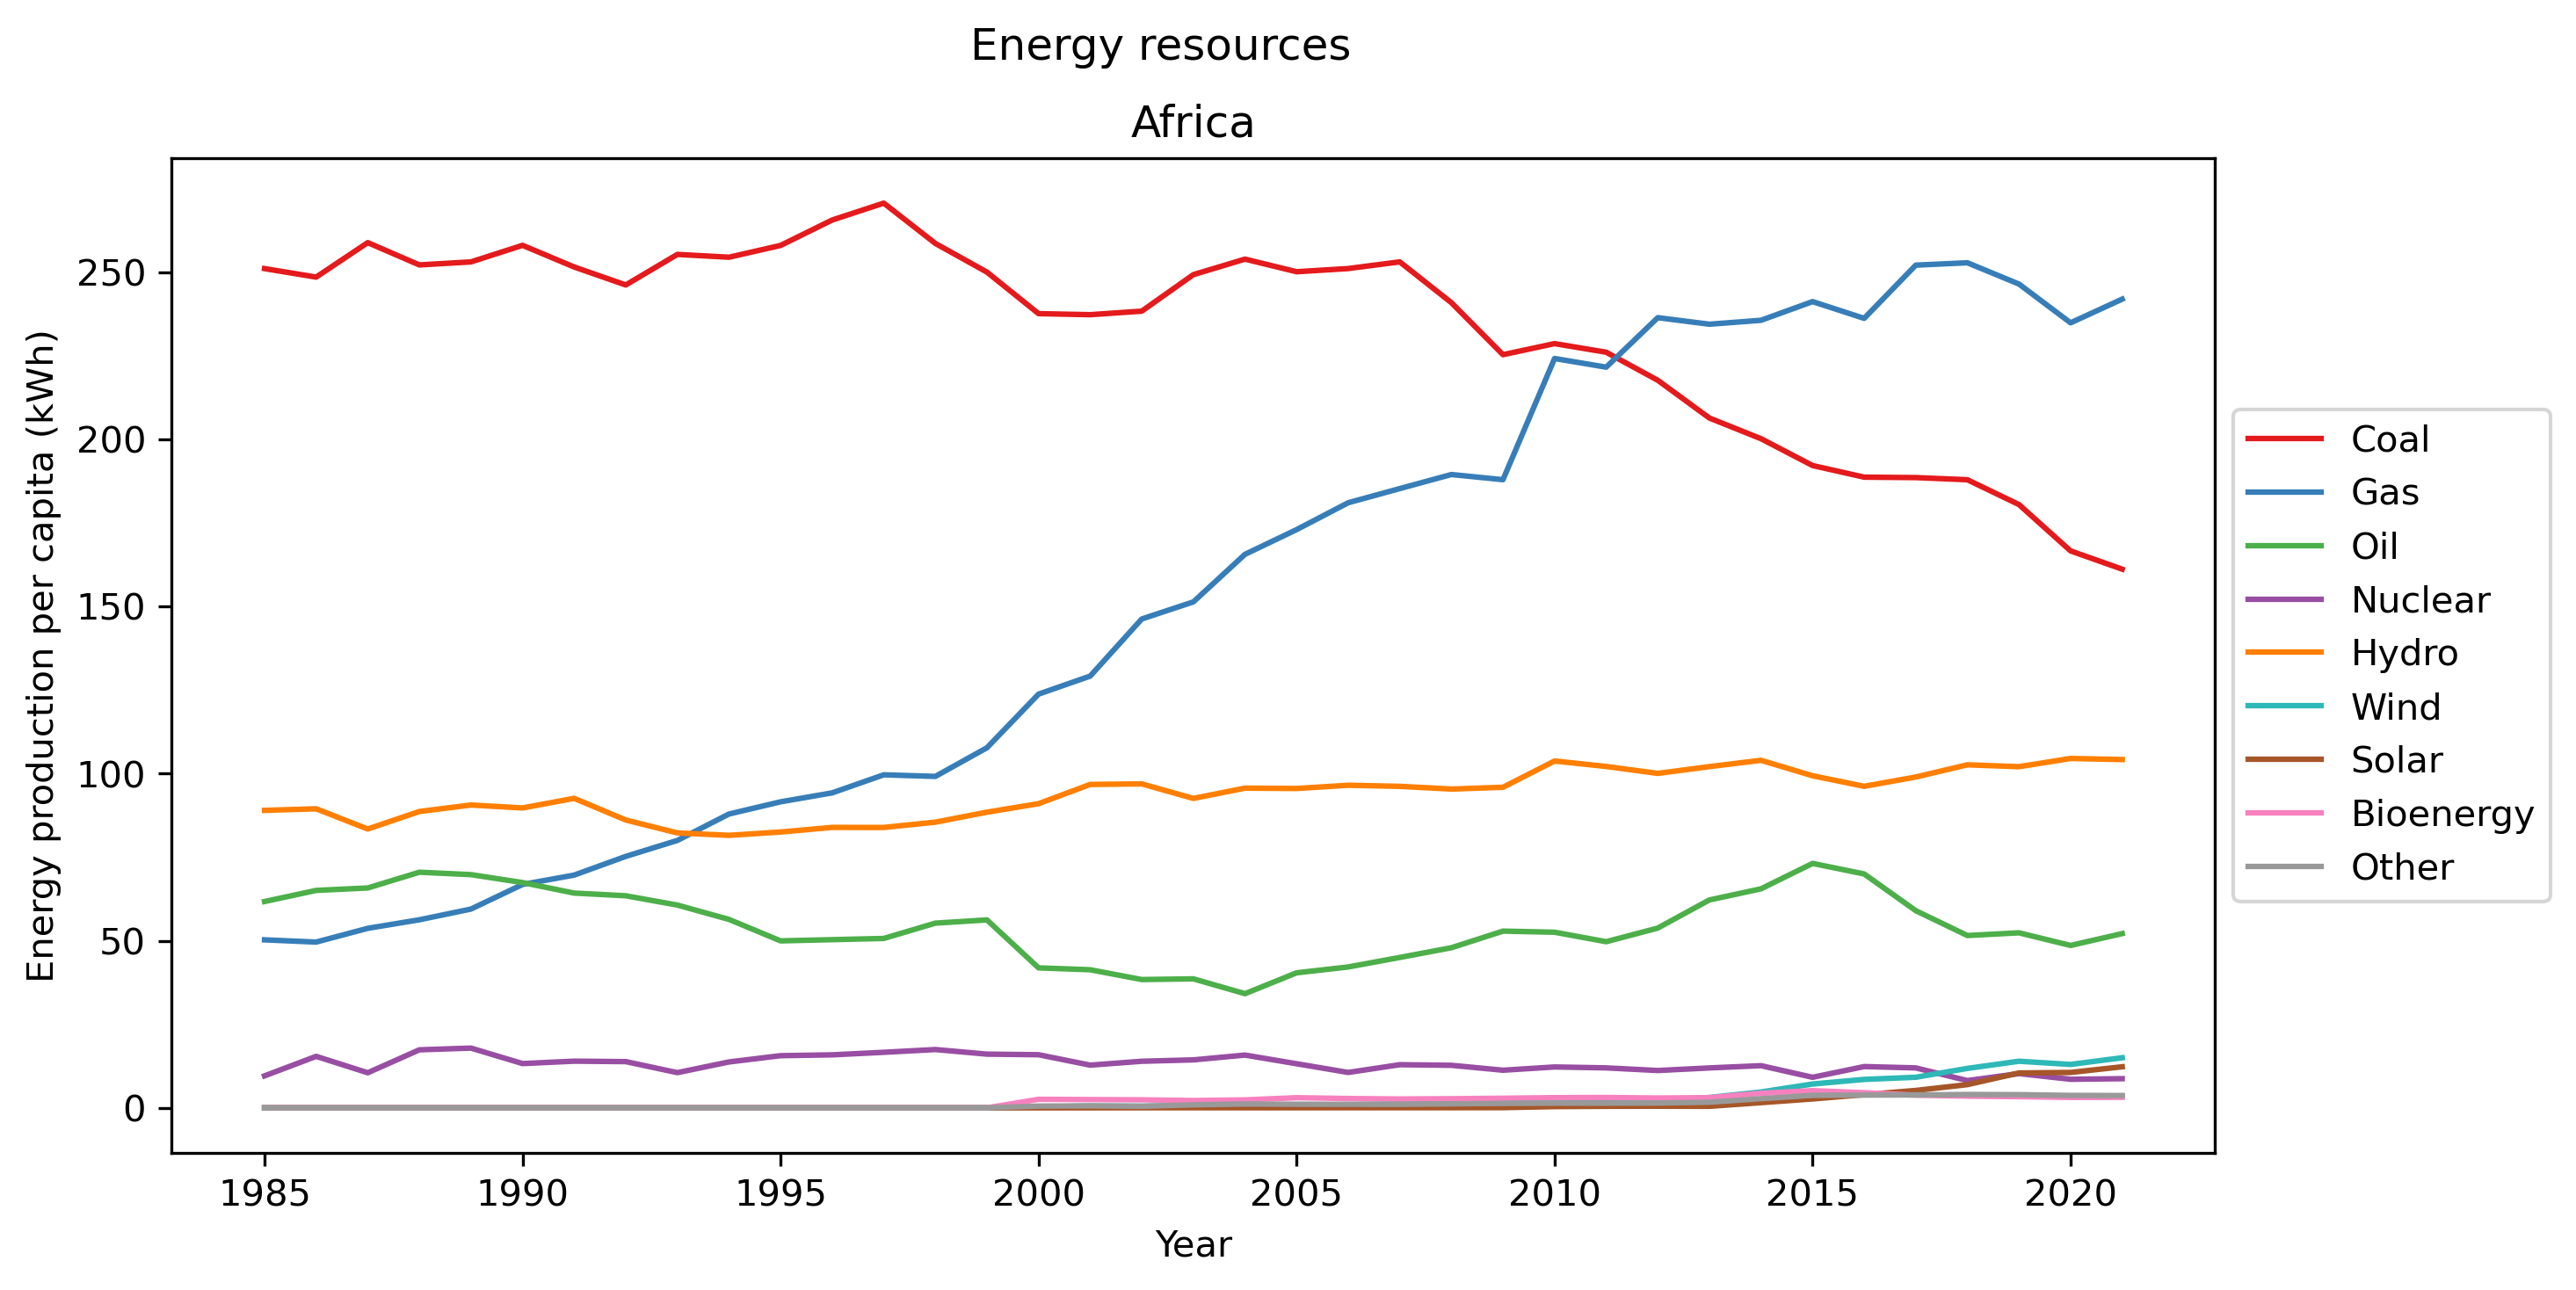 Energy resources
Africa
Energy production per capita (kWh)
250
200
150
100
50
0
1985 1990 1995 2000 2005 2010 2015 2020
Year
Coal
Gas
Oil
Nuclear
Hydro
Wind
Solar
Bioenergy
Other